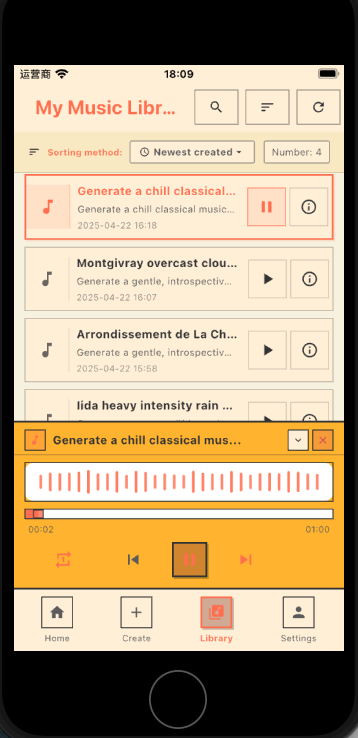 运营商 18:09
My Music Libr...
Sorting method: Newest created Number: 4
Generate a chill classical...
Generate a chill classical music...
2025-04-22 16:18
Montgivray overcast clou...
Generate a gentle, introspectiv...
2025-04-22 16:07
Arrondissement de La Ch...
Generate a gentle, introspectiv...
2025-04-22 15:58
Iída heavy intensity rain ...
Generate a chill classical mus...
00:02 01:00
Home Create Library Settings